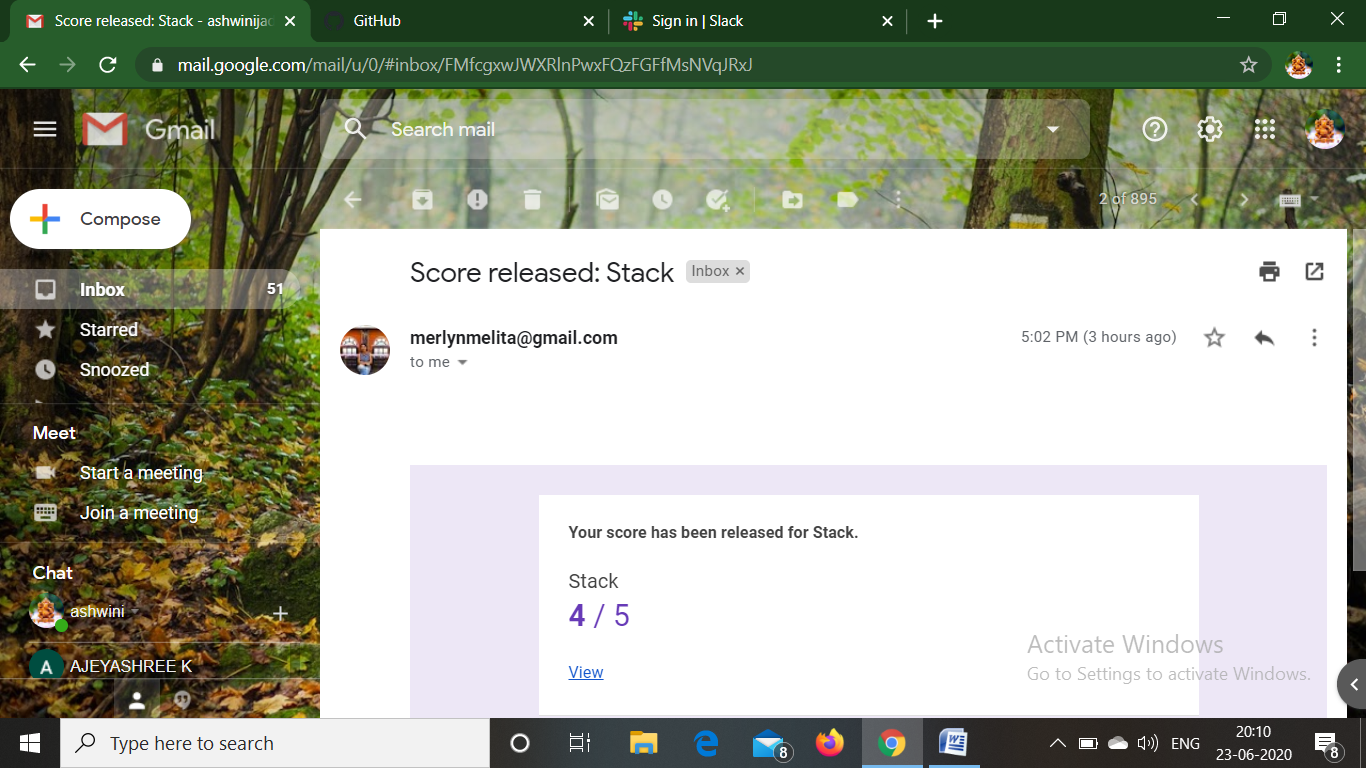 Score released: Stack - ashwinijad
GitHub
Sign in | Slack
mail.google.com/mail/u/0/#inbox/FMfcgxwJWXRlnPwxFQzFGFfMsNVqJRxJ
Gmail
Search mail
Compose
2 of 895
Inbox 51
Starred
Snoozed
Meet
Start a meeting
Join a meeting
Chat
ashwini
A AJEYASHREE K
Score released: Stack Inbox ×
merlynmelita@gmail.com 5:02 PM (3 hours ago)
to me
Your score has been released for Stack.
Stack
4 / 5
View
Activate Windows
Go to Settings to activate Windows.
Type here to search
8
W
ENG
20:10
23-06-2020
8